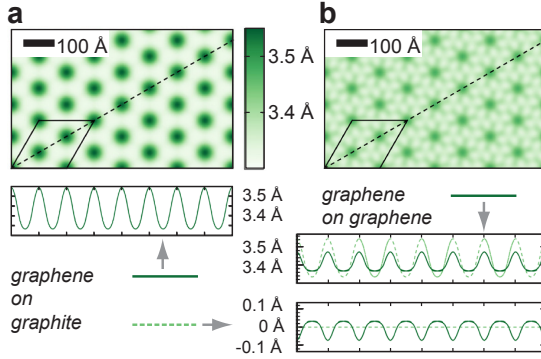 a
b
100 Å
100 Å
3.5 Å
3.4 Å
3.5 Å
3.4 Å
graphene
on graphene
3.5 Å
3.4 Å
graphene
on
graphite
0.1 Å
0 Å
-0.1 Å